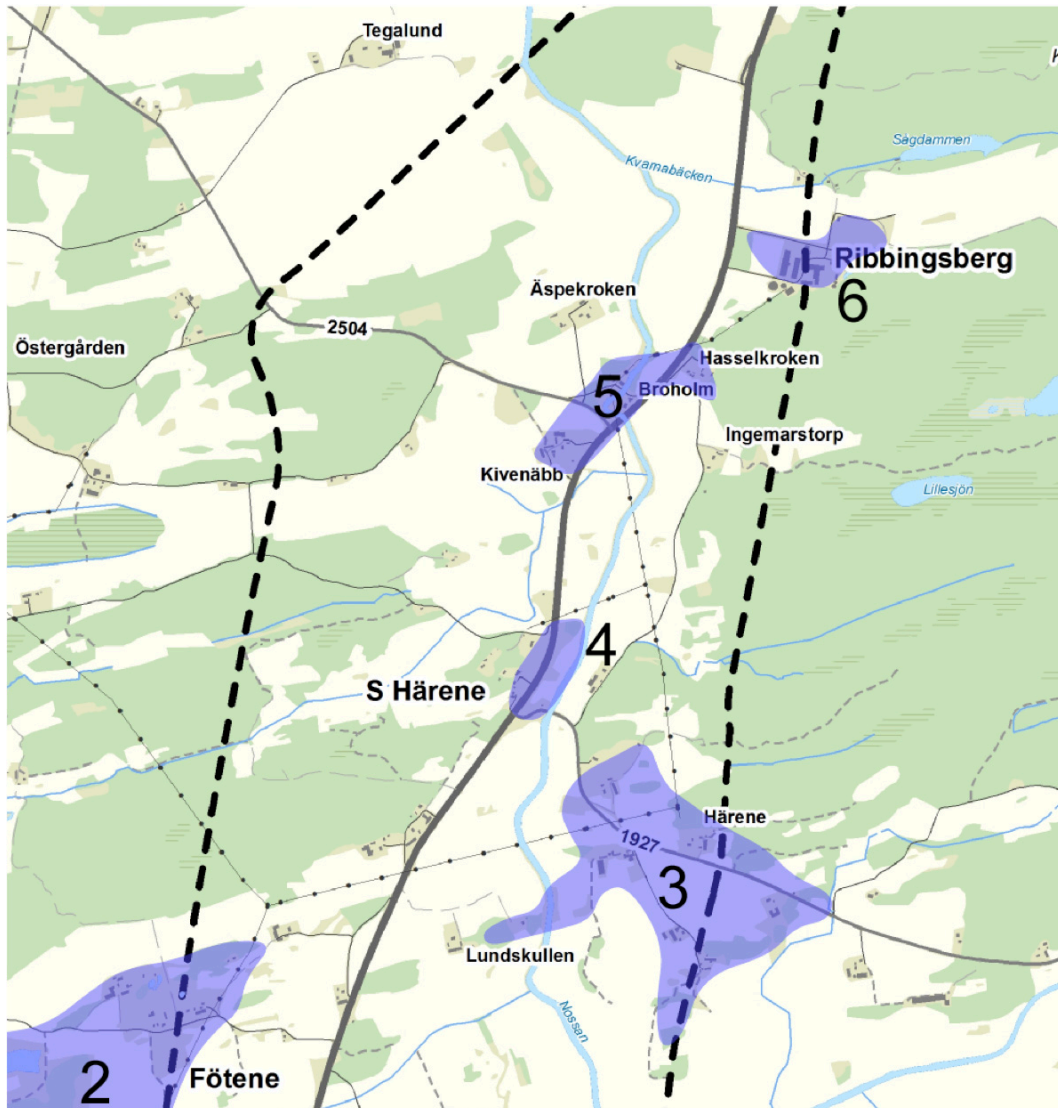 Tegalund
Sågdammen
Kvarnabäcken
Ribbingsberg
6
Äspekroken
2504
Östergården
Hasselkroken
5
Broholm
Ingemarstorp
Kivenäbb
Lillesjön
4
S Härene
Härene
1927
3
Lundskullen
Nossan
2
Fötene